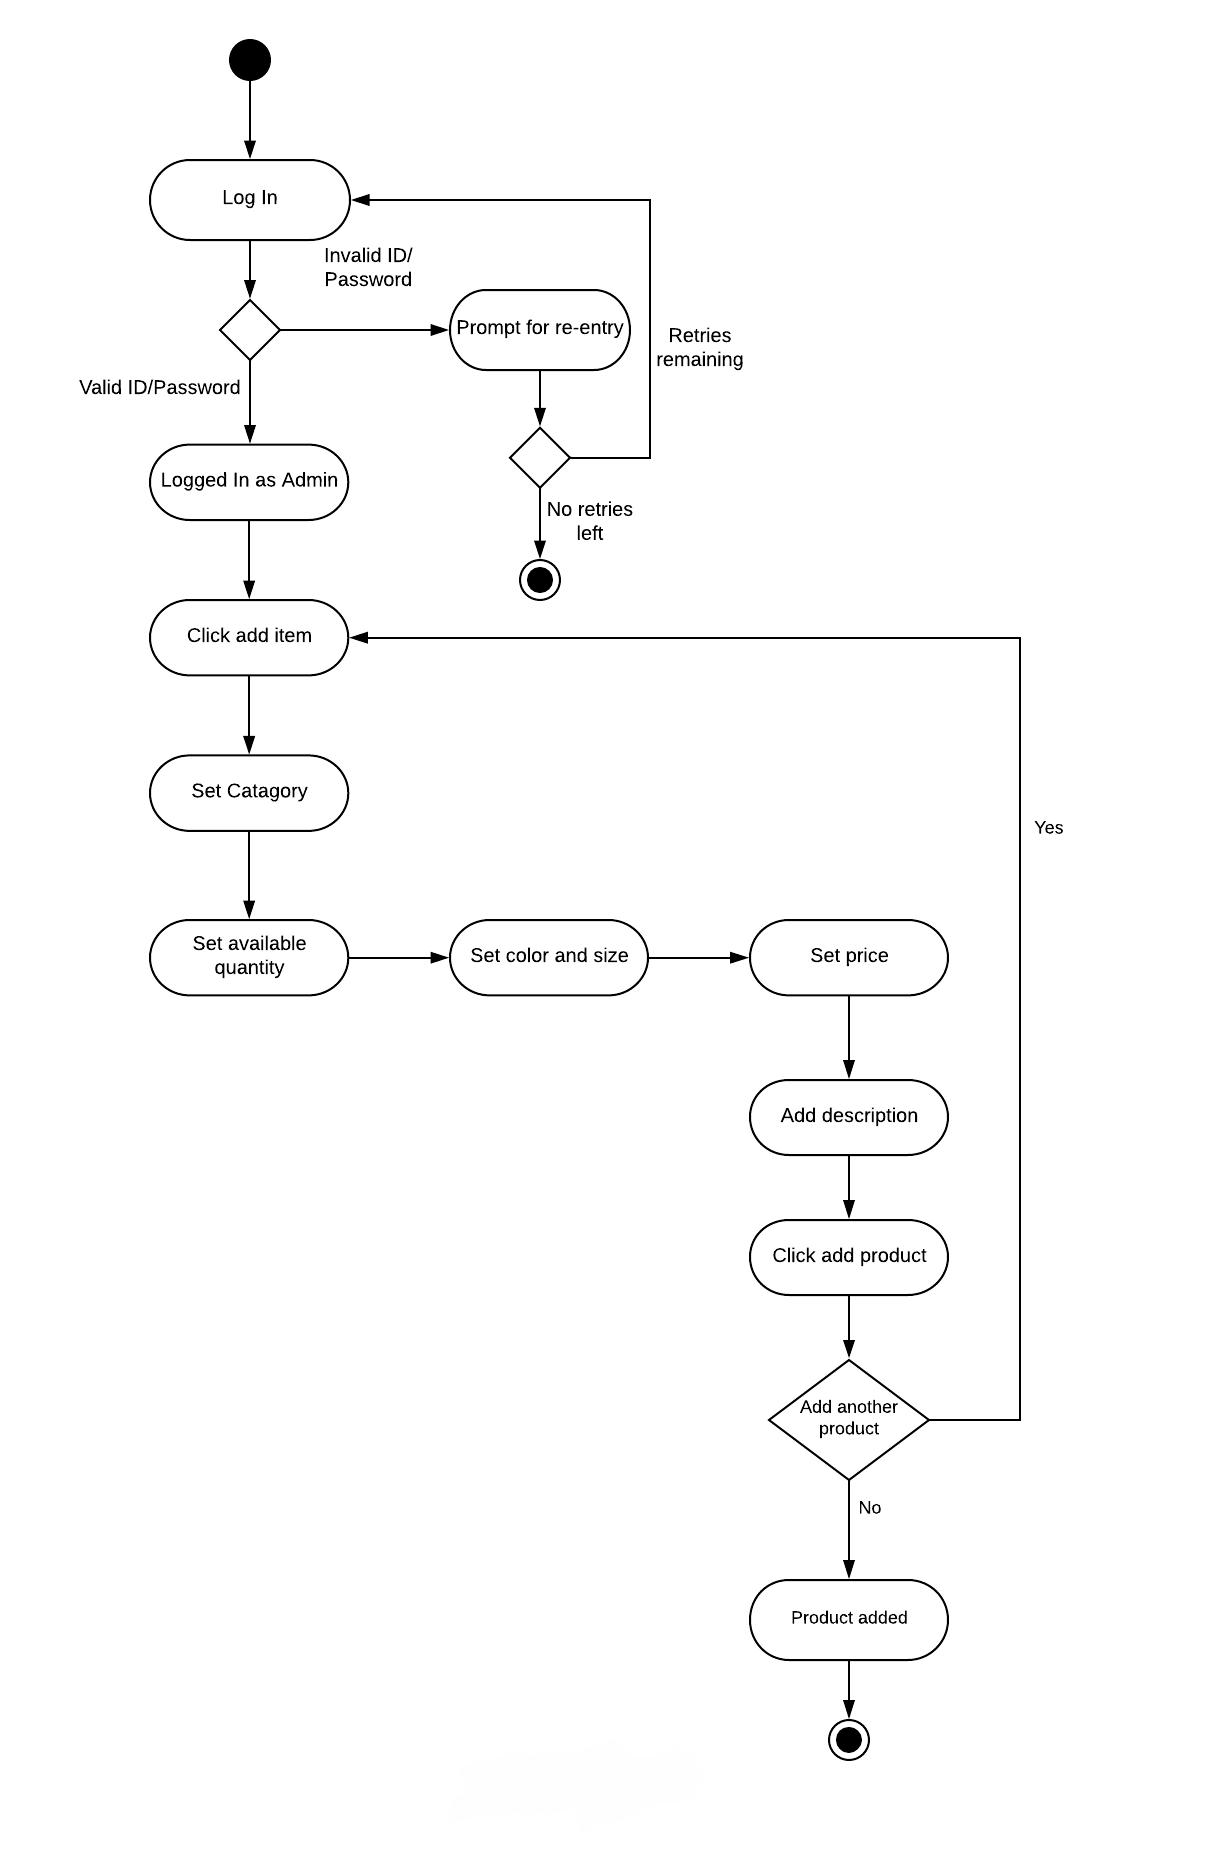 Log In
Invalid ID/
Password
Prompt for re-entry
Retries
remaining
Valid ID/Password
Logged In as Admin
No retries
left
Click add item
Set Catagory
Yes
Set available
quantity
Set color and size
Set price
Add description
Click add product
Add another
product
No
Product added